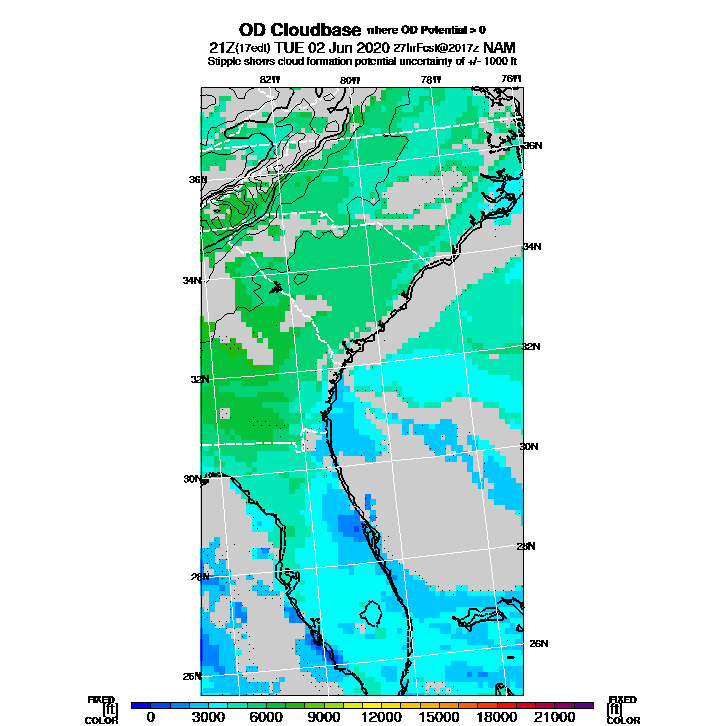 OD Cloudbase where OD Potential > 0
21Z(17edt) TUE 02 Jun 2020 27hrFcst@2017z NAM
Stipple shows cloud formation potential uncertainty of +/- 1000 ft
82W 80W 78W 76W
36N 36N
34N 34N
32N 32N
30N 30N
28N 28N
26N 26N
FIXED FIXED
[ft] [ft]
COLOR COLOR
0 3000 6000 9000 12000 15000 18000 21000